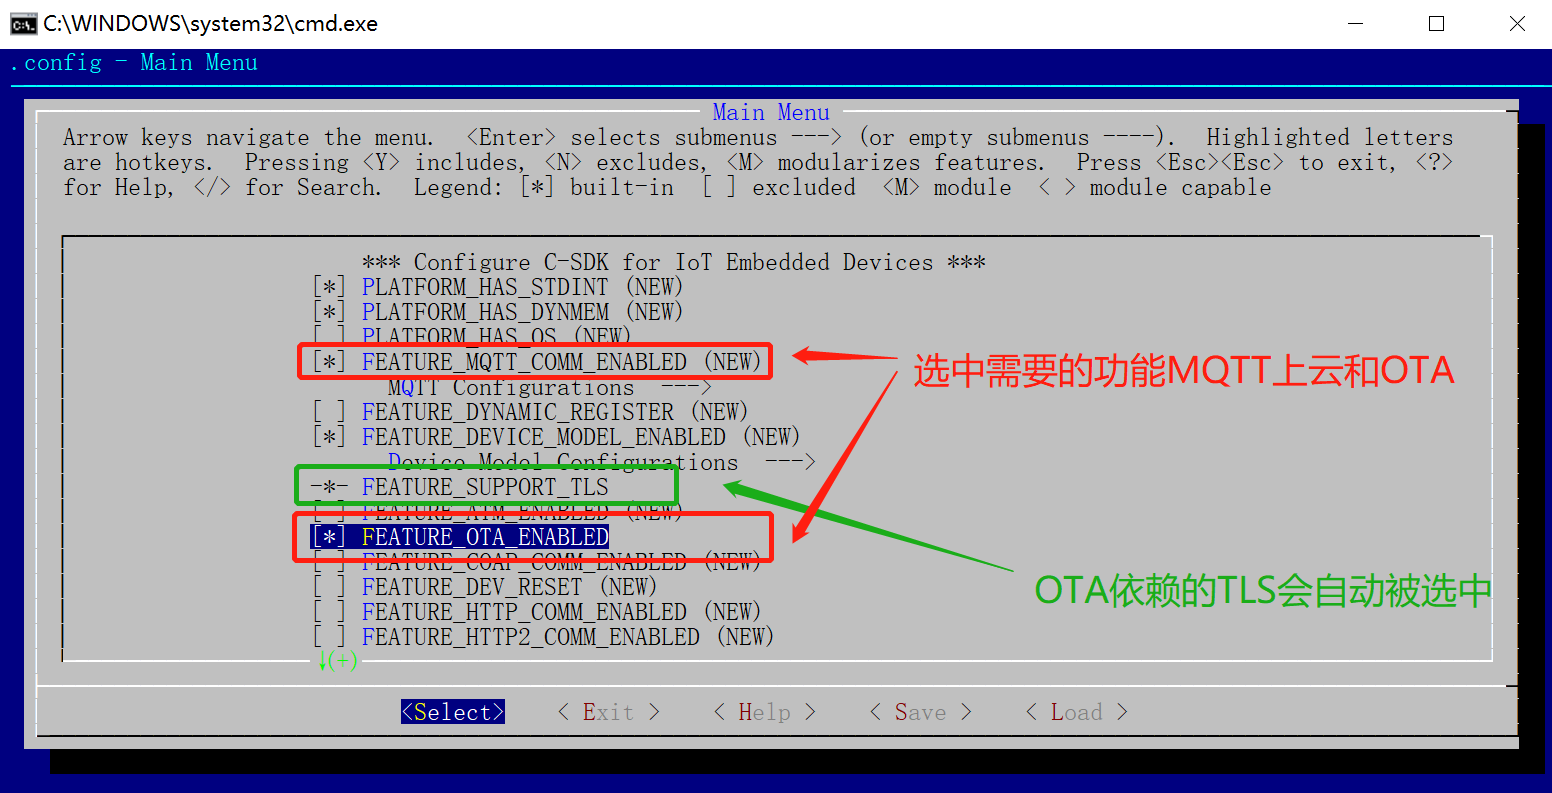 C:\WINDOWS\system32\cmd.exe
.config - Main Menu
Main Menu
Arrow keys navigate the menu.  <Enter> selects submenus ---> (or empty submenus ----).  Highlighted letters
are hotkeys.  Pressing <Y> includes, <N> excludes, <M> modularizes features.  Press <Esc><Esc> to exit, <?>
for Help, </> for Search.  Legend: [*] built-in  [ ] excluded  <M> module  < > module capable
*** Configure C-SDK for IoT Embedded Devices ***
[*] PLATFORM_HAS_STDINT (NEW)
[*] PLATFORM_HAS_DYNMEM (NEW)
[ ] PLATFORM_HAS_OS (NEW)
[*] FEATURE_MQTT_COMM_ENABLED (NEW)
选中需要的功能MQTT上云和OTA
MQTT Configurations  --->
[ ] FEATURE_DYNAMIC_REGISTER (NEW)
[*] FEATURE_DEVICE_MODEL_ENABLED (NEW)
Device Model Configurations  --->
-*- FEATURE_SUPPORT_TLS
[ ] FEATURE_ATM_ENABLED (NEW)
[*] FEATURE_OTA_ENABLED
[ ] FEATURE_COAP_COMM_ENABLED (NEW)
[ ] FEATURE_DEV_RESET (NEW)
OTA依赖的TLS会自动被选中
[ ] FEATURE_HTTP_COMM_ENABLED (NEW)
[ ] FEATURE_HTTP2_COMM_ENABLED (NEW)
↓(+)
<Select>    < Exit >    < Help >    < Save >    < Load >